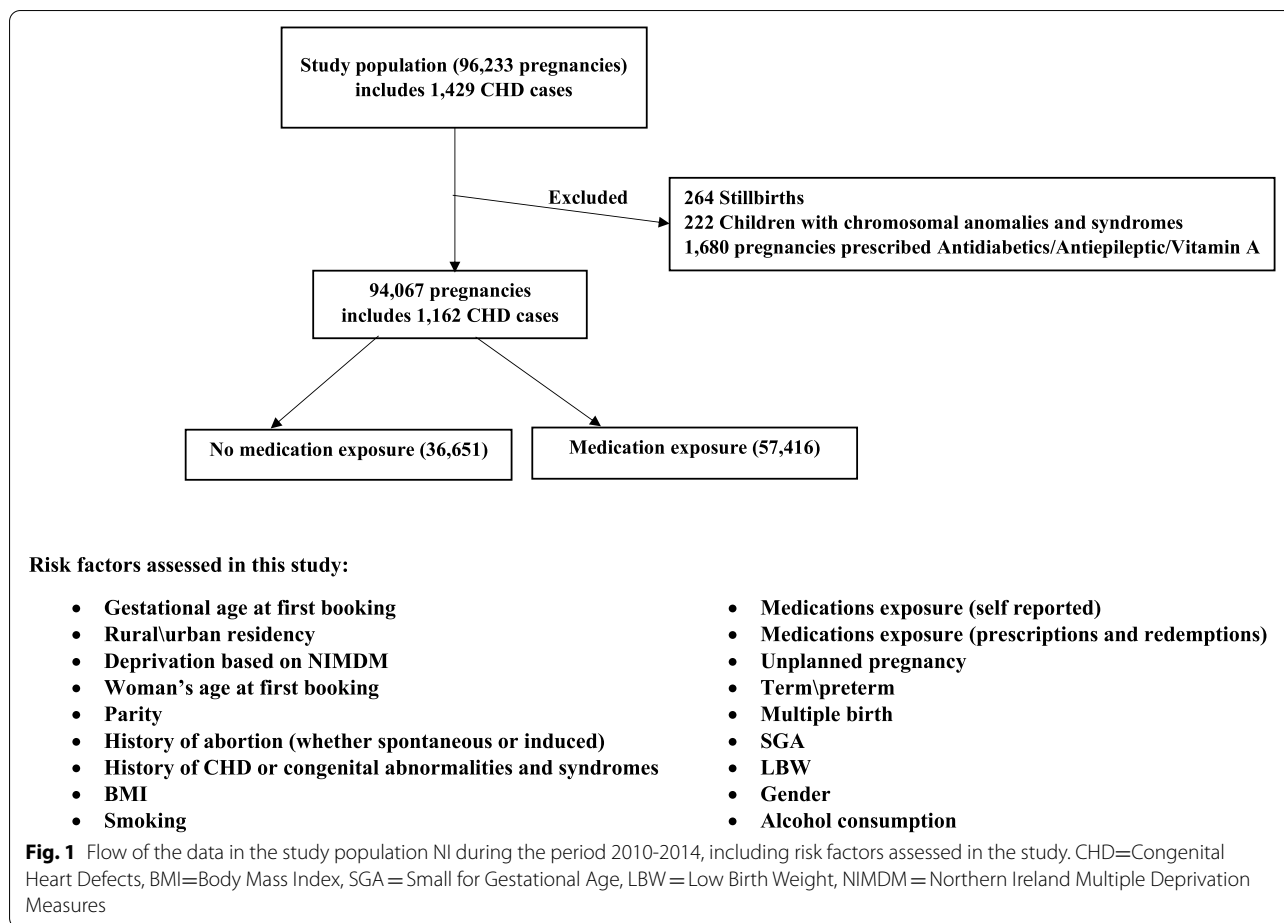 Study population (96,233 pregnancies)
includes 1,429 CHD cases
Excluded
264 Stillbirths
222 Children with chromosomal anomalies and syndromes
1,680 pregnancies prescribed Antidiabetics/Antiepileptic/Vitamin A
94,067 pregnancies
includes 1,162 CHD cases
No medication exposure (36,651)
Medication exposure (57,416)
Risk factors assessed in this study:
• Gestational age at first booking
• Rural\urban residency
• Deprivation based on NIMDM
• Woman's age at first booking
• Parity
• History of abortion (whether spontaneous or induced)
• History of CHD or congenital abnormalities and syndromes
• BMI
• Smoking
• Medications exposure (self reported)
• Medications exposure (prescriptions and redemptions)
• Unplanned pregnancy
• Term\preterm
• Multiple birth
• SGA
• LBW
• Gender
• Alcohol consumption
Fig. 1 Flow of the data in the study population NI during the period 2010-2014, including risk factors assessed in the study. CHD=Congenital
Heart Defects, BMI=Body Mass Index, SGA = Small for Gestational Age, LBW = Low Birth Weight, NIMDM = Northern Ireland Multiple Deprivation
Measures